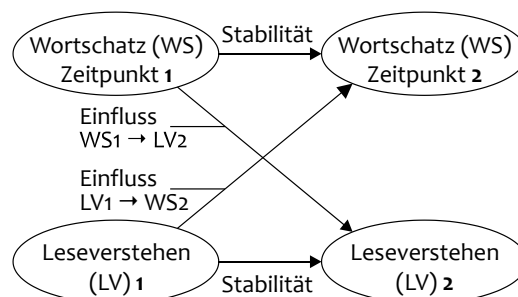 Wortschatz (WS)
Zeitpunkt 1
Stabilität
Wortschatz (WS)
Zeitpunkt 2
Einfluss
WS1 → LV2
Einfluss
LV1 → WS2
Leseverstehen
(LV) 1
Stabilität
Leseverstehen
(LV) 2